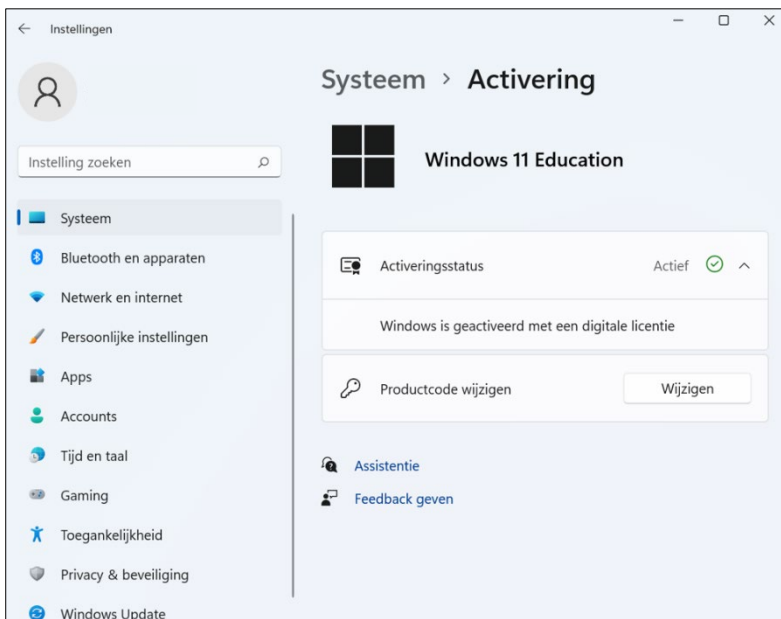 Instellingen
Instelling zoeken
Systeem
Bluetooth en apparaten
Netwerk en internet
Persoonlijke instellingen
Apps
Accounts
Tijd en taal
Gaming
Toegankelijkheid
Privacy & beveiliging
Windows Update
Systeem > Activering
Windows 11 Education
Activeringsstatus Actief
Windows is geactiveerd met een digitale licentie
Productcode wijzigen Wijzigen
Assistentie
Feedback geven